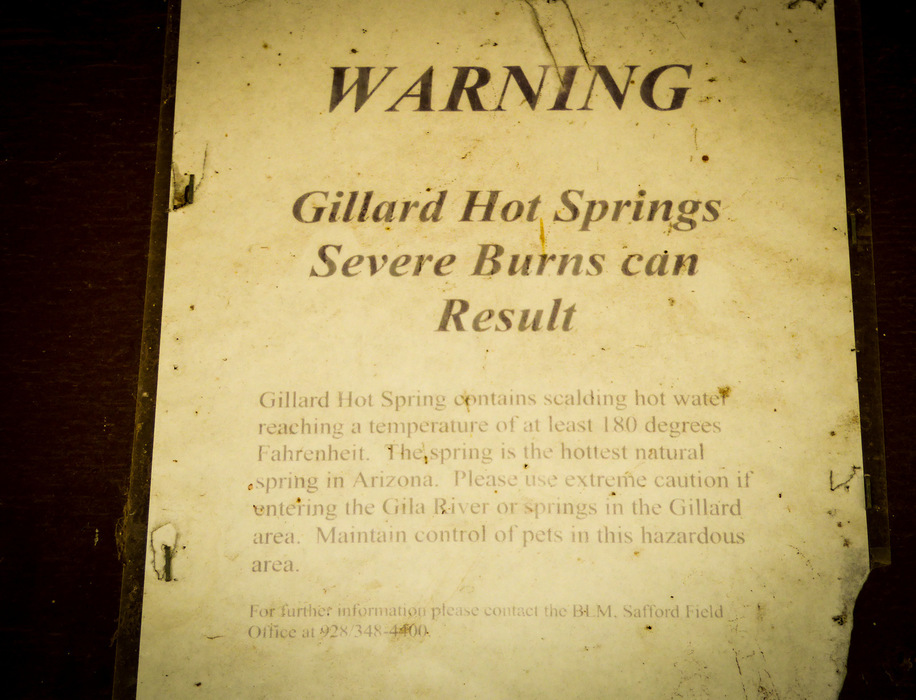 WARNING
Gillard Hot Springs
Severe Burns can
Result
Gillard Hot Spring contains scalding hot water
reaching a temperature of at least 180 degrees
Fahrenheit. The spring is the hottest natural
spring in Arizona. Please use extreme caution if
entering the Gila River or springs in the Gillard
area. Maintain control of pets in this hazardous
area.
For further information please contact the BLM, Safford Field
Office at 928/348-4400.